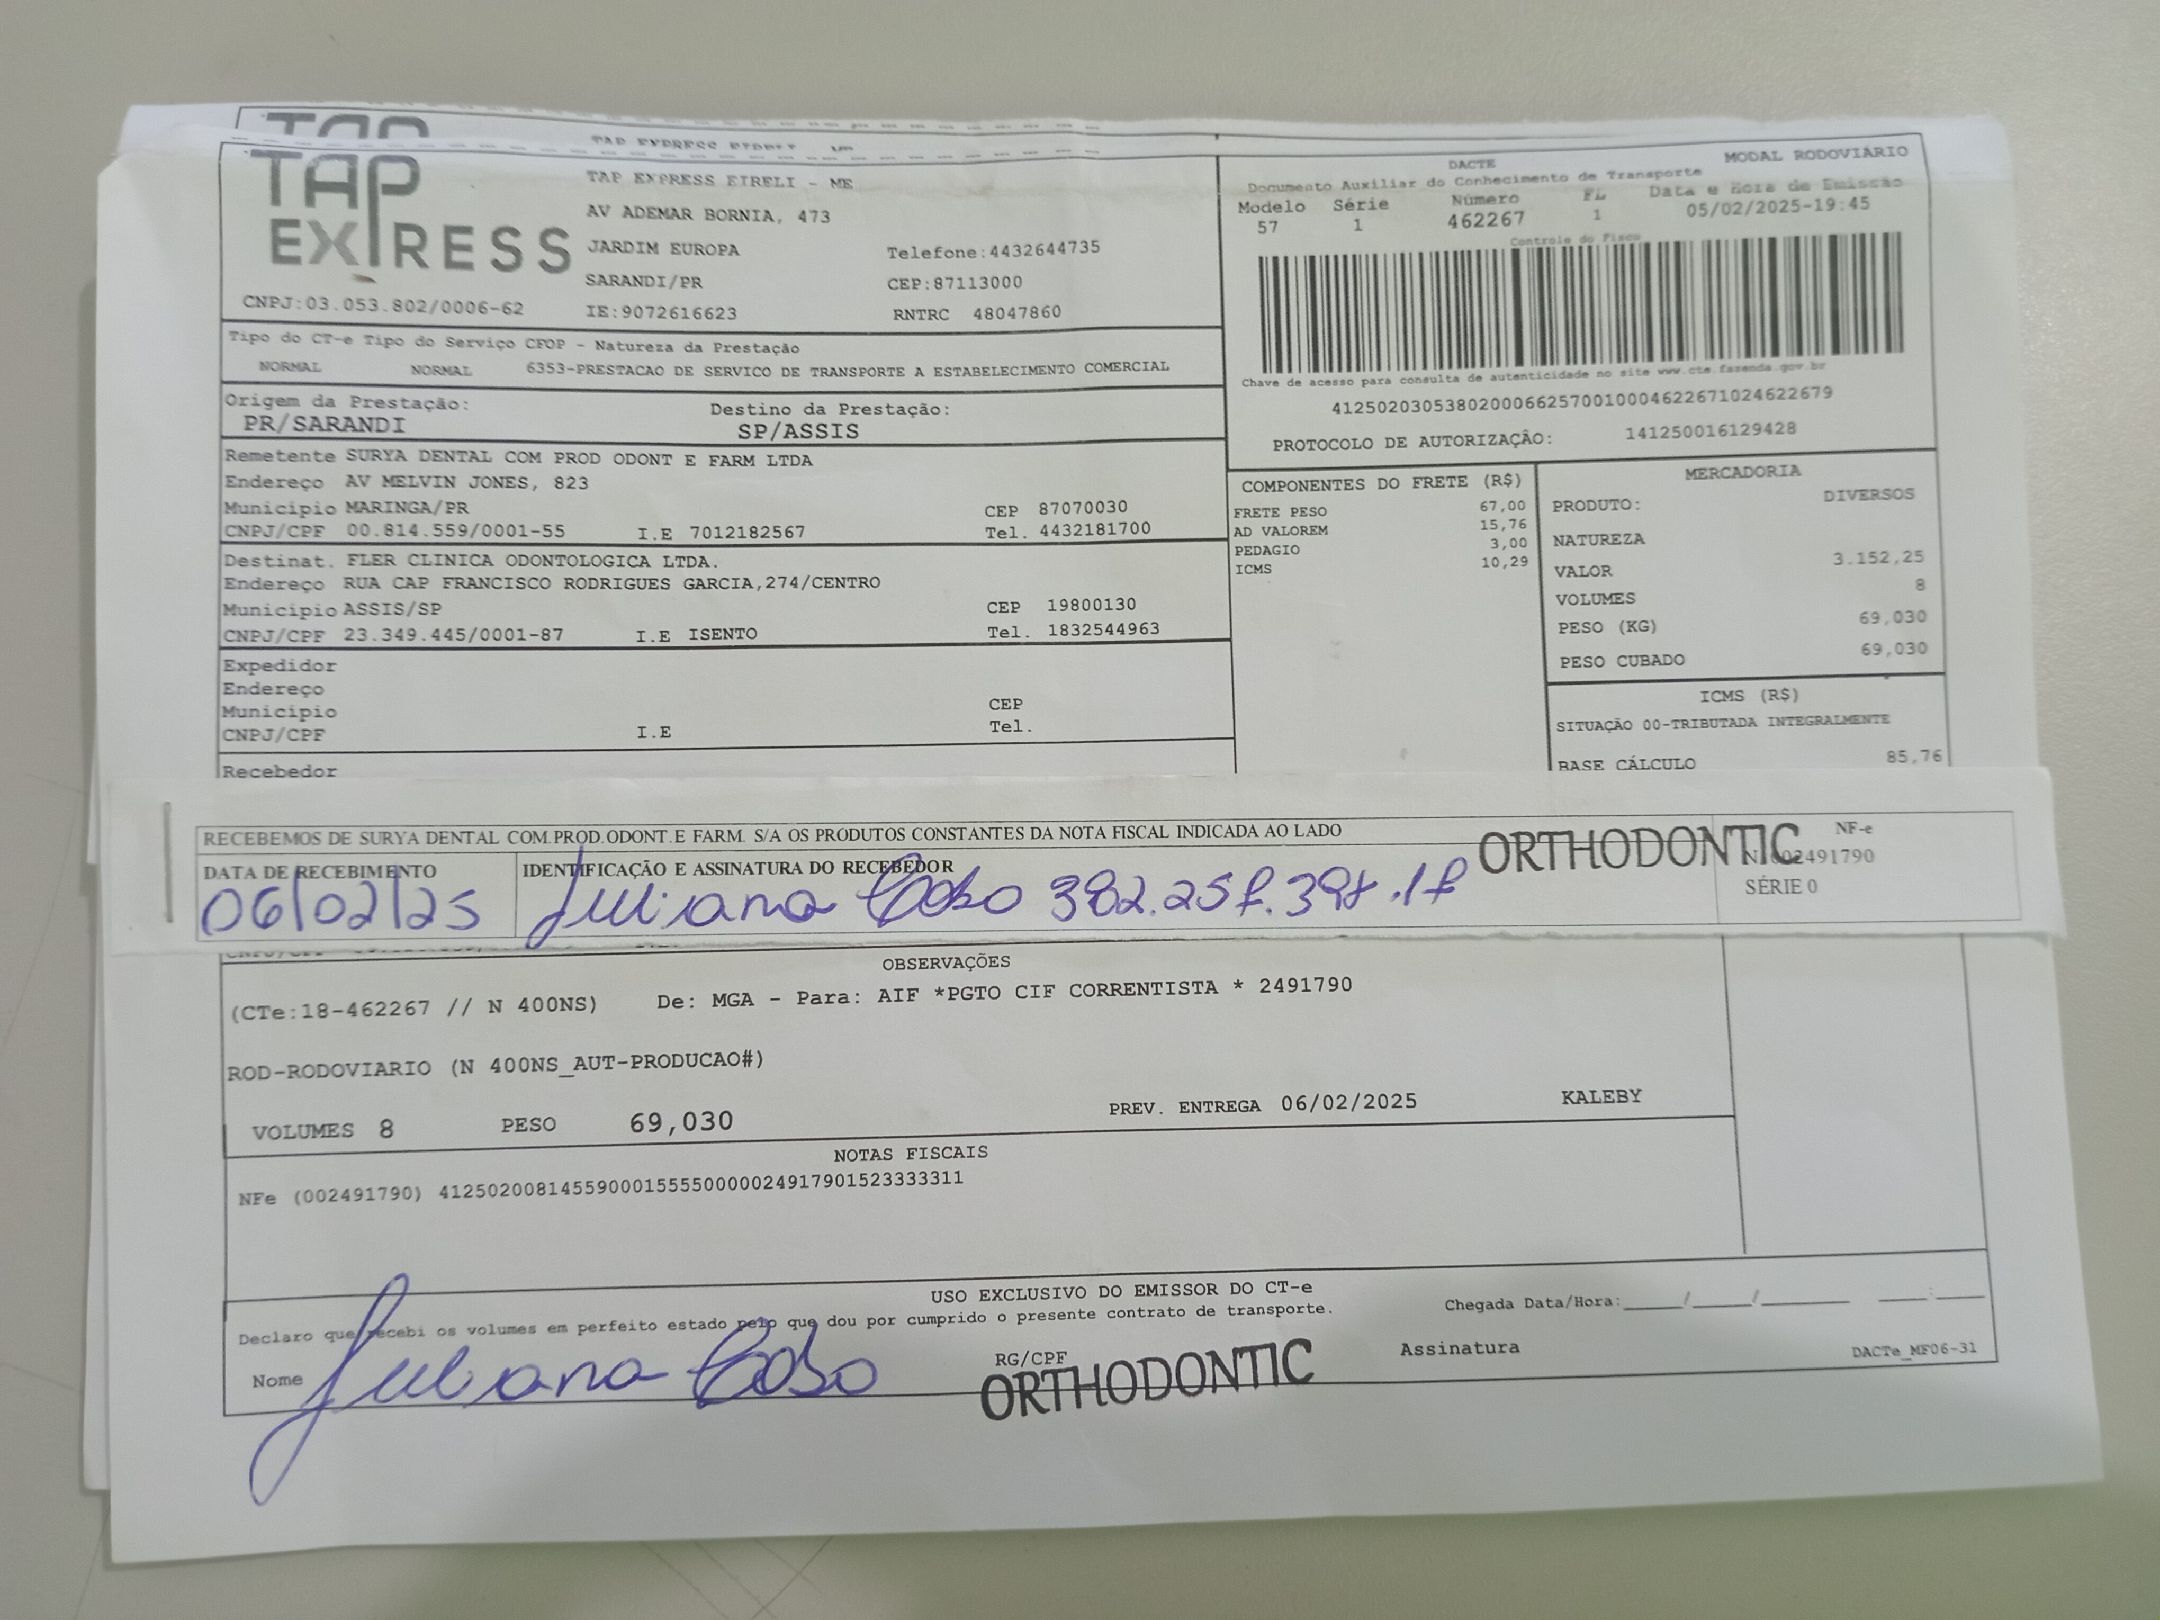 TAP EXPRESS
TAP EXPRESS EIRELI - ME
AV ADEMAR BORNIA, 473
JARDIM EUROPA Telefone:4432644735
SARANDI/PR CEP:87113000
CNPJ:03.053.802/0006-62 IE:9072616623 RNTRC 48047860
DACTE MODAL RODOVIÁRIO
Documento Auxiliar do Conhecimento de Transporte
Modelo Série Número FL Data e Hora de Emissão
57 1 462267 1 05/02/2025-19:45
Controle do Fisco
Chave de acesso para consulta de autenticidade no site www.cte.fazenda.gov.br
41250203053802000662570010004622671024622679
PROTOCOLO DE AUTORIZAÇÃO: 141250016129428
Tipo do CT-e Tipo do Serviço CFOP - Natureza da Prestação
NORMAL NORMAL 6353-PRESTACAO DE SERVICO DE TRANSPORTE A ESTABELECIMENTO COMERCIAL
Origem da Prestação: Destino da Prestação:
PR/SARANDI SP/ASSIS
Remetente SURYA DENTAL COM PROD ODONT E FARM LTDA
Endereço AV MELVIN JONES, 823
Município MARINGA/PR CEP 87070030
CNPJ/CPF 00.814.559/0001-55 I.E 7012182567 Tel. 4432181700
Destinat. FLER CLINICA ODONTOLOGICA LTDA.
Endereço RUA CAP FRANCISCO RODRIGUES GARCIA,274/CENTRO
Município ASSIS/SP CEP 19800130
CNPJ/CPF 23.349.445/0001-87 I.E ISENTO Tel. 1832544963
Expedidor
Endereço
Município CEP
CNPJ/CPF I.E Tel.
Recebedor
COMPONENTES DO FRETE (R$)
FRETE PESO 67,00
AD VALOREM 15,76
PEDAGIO 3,00
ICMS 10,29
MERCADORIA
PRODUTO: DIVERSOS
NATUREZA
VALOR 3.152,25
VOLUMES 8
PESO (KG) 69,030
PESO CUBADO 69,030
ICMS (R$)
SITUAÇÃO 00-TRIBUTADA INTEGRALMENTE
BASE CÁLCULO 85,76
RECEBEMOS DE SURYA DENTAL COM.PROD.ODONT.E FARM. S/A OS PRODUTOS CONSTANTES DA NOTA FISCAL INDICADA AO LADO
DATA DE RECEBIMENTO IDENTIFICAÇÃO E ASSINATURA DO RECEBEDOR
06/02/25 Juliana
ORTHODONTIC
NF-e
002491790
SÉRIE 0
OBSERVAÇÕES
(CTe:18-462267 // N 400NS) De: MGA - Para: AIF *PGTO CIF CORRENTISTA * 2491790
ROD-RODOVIARIO (N 400NS_AUT-PRODUCAO#)
VOLUMES 8 PESO 69,030 PREV. ENTREGA 06/02/2025 KALEBY
NOTAS FISCAIS
NFe (002491790) 41250200814559000155550000024917901523333311
USO EXCLUSIVO DO EMISSOR DO CT-e
Declaro que recebi os volumes em perfeito estado pelo que dou por cumprido o presente contrato de transporte. Chegada Data/Hora:_____/_____/________ ____:____
Nome Juliana RG/CPF Assinatura DACTe_MF06-31
ORTHODONTIC